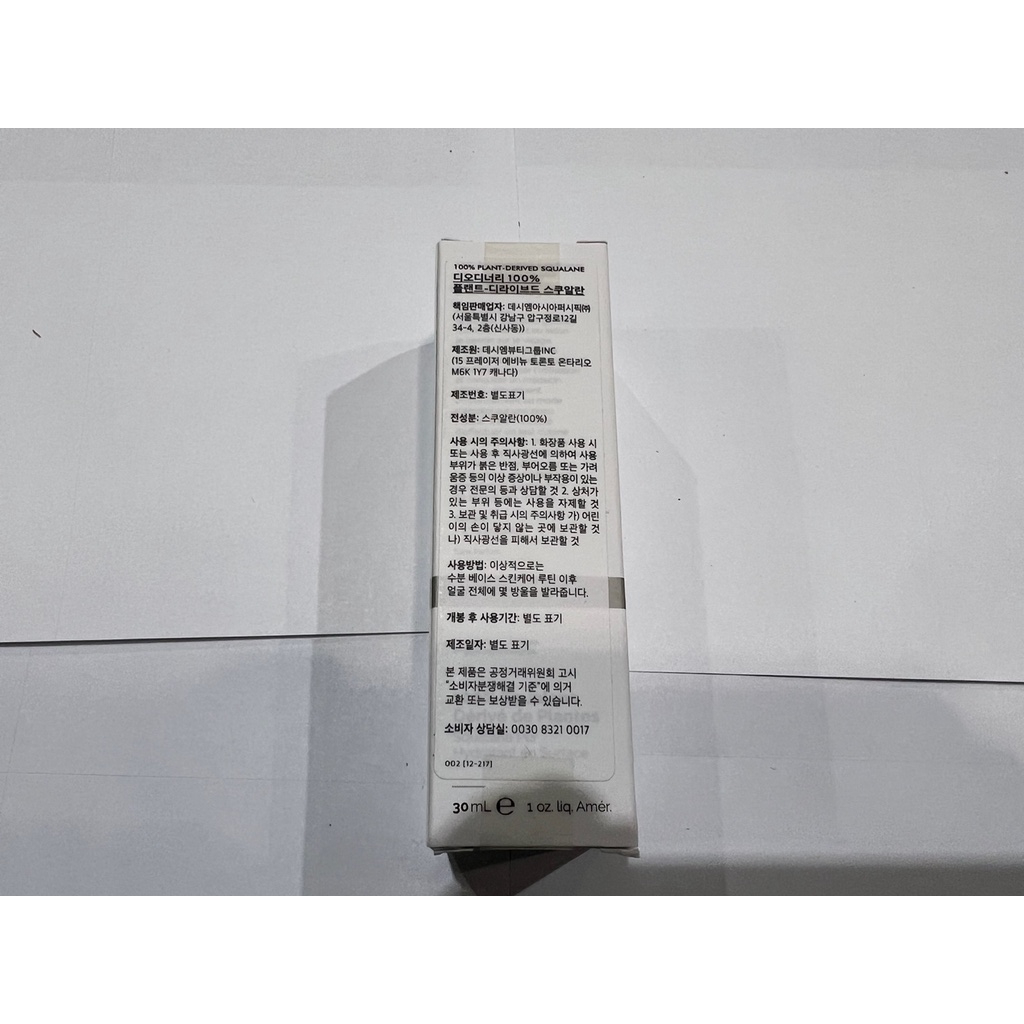 100% PLANT-DERIVED SQUALANE
디오디너리 100%
플랜트-디라이브드 스쿠알란
책임판매업자: 데시엠아시아퍼시픽㈜
(서울특별시 강남구 압구정로12길
34-4, 2층(신사동))
제조원: 데시엠뷰티그룹INC
(15 프레이저 에비뉴 토론토 온타리오
M6K 1Y7 캐나다)
제조번호: 별도표기
전성분: 스쿠알란(100%)
사용 시의 주의사항: 1. 화장품 사용 시
또는 사용 후 직사광선에 의하여 사용
부위가 붉은 반점, 부어오름 또는 가려
움증 등의 이상 증상이나 부작용이 있는
경우 전문의 등과 상담할 것 2. 상처가
있는 부위 등에는 사용을 자제할 것
3. 보관 및 취급 시의 주의사항 가) 어린
이의 손이 닿지 않는 곳에 보관할 것
나) 직사광선을 피해서 보관할 것
사용방법: 이상적으로는
수분 베이스 스킨케어 루틴 이후
얼굴 전체에 몇 방울을 발라줍니다.
개봉 후 사용기간: 별도 표기
제조일자: 별도 표기
본 제품은 공정거래위원회 고시
"소비자분쟁해결 기준"에 의거
교환 또는 보상받을 수 있습니다.
Dérivé de Plantes
소비자 상담실: 0030 8321 0017
Hydratant de Surface
002 [12-217]
30 mL ℮ 1 oz. liq. Amér.